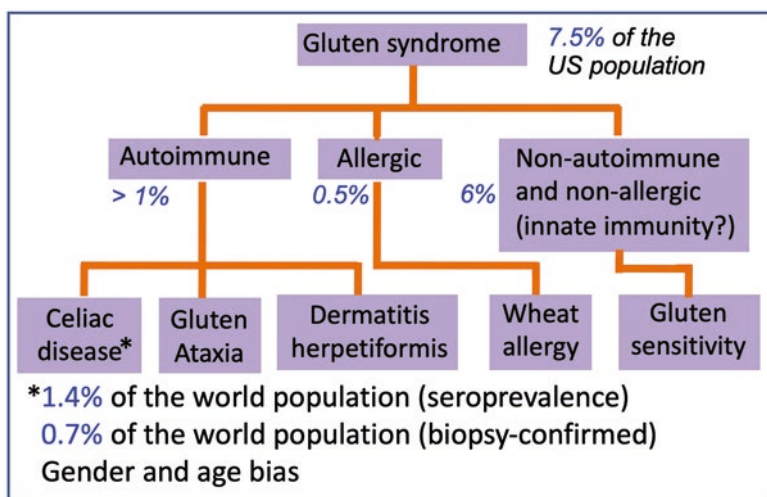 Gluten syndrome
7.5% of the
US population
Autoimmune
> 1%
Allergic
0.5%
Non-autoimmune
and non-allergic
(innate immunity?)
6%
Celiac
disease*
Gluten
Ataxia
Dermatitis
herpetiformis
Wheat
allergy
Gluten
sensitivity
*1.4% of the world population (seroprevalence)
0.7% of the world population (biopsy-confirmed)
Gender and age bias